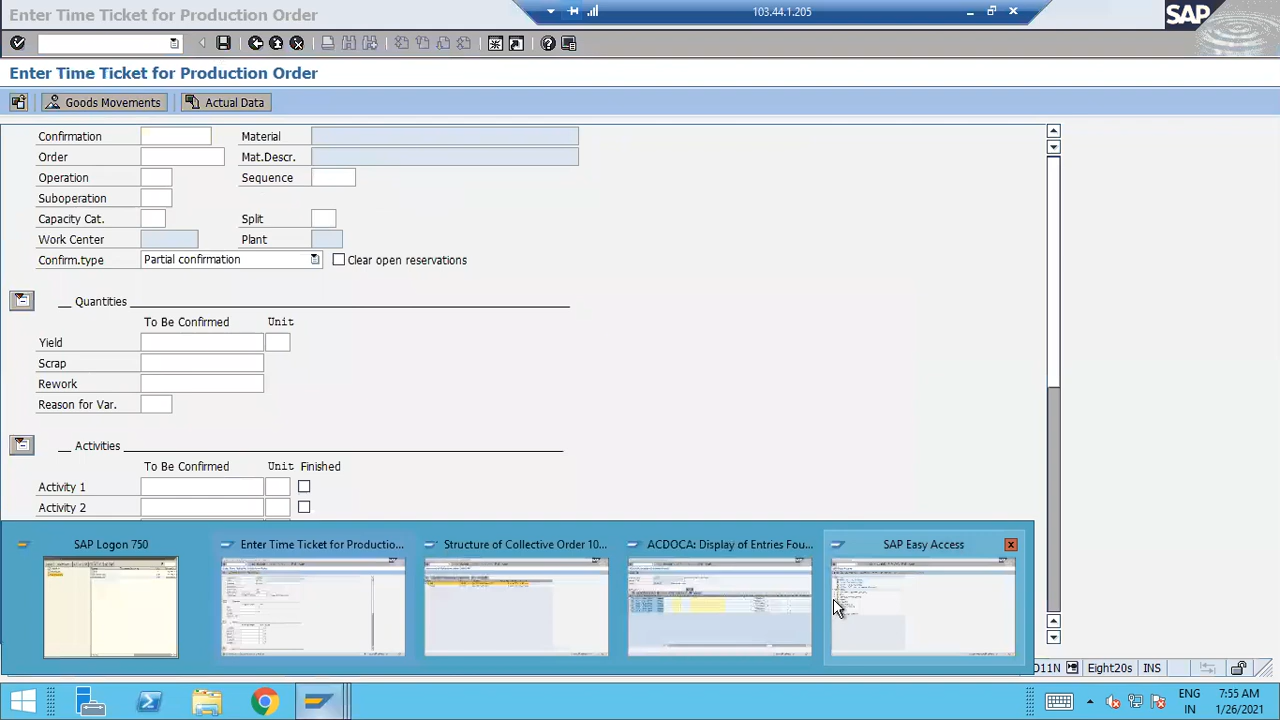 Enter Time Ticket for Production Order
103.44.1.205
SAP
Enter Time Ticket for Production Order
Goods Movements
Actual Data
Confirmation
Material
Order
Mat.Descr.
Operation
Sequence
Suboperation
Capacity Cat.
Split
Work Center
Plant
Confirm.type
Partial confirmation
Clear open reservations
Quantities
To Be Confirmed
Unit
Yield
Scrap
Rework
Reason for Var.
Activities
To Be Confirmed
Unit
Finished
Activity 1
Activity 2
SAP Logon 750
Enter Time Ticket for Productio...
Structure of Collective Order 10...
ACDOCA: Display of Entries Fou...
SAP Easy Access
D11N
Eight20s
INS
ENG
IN
7:55 AM
1/26/2021